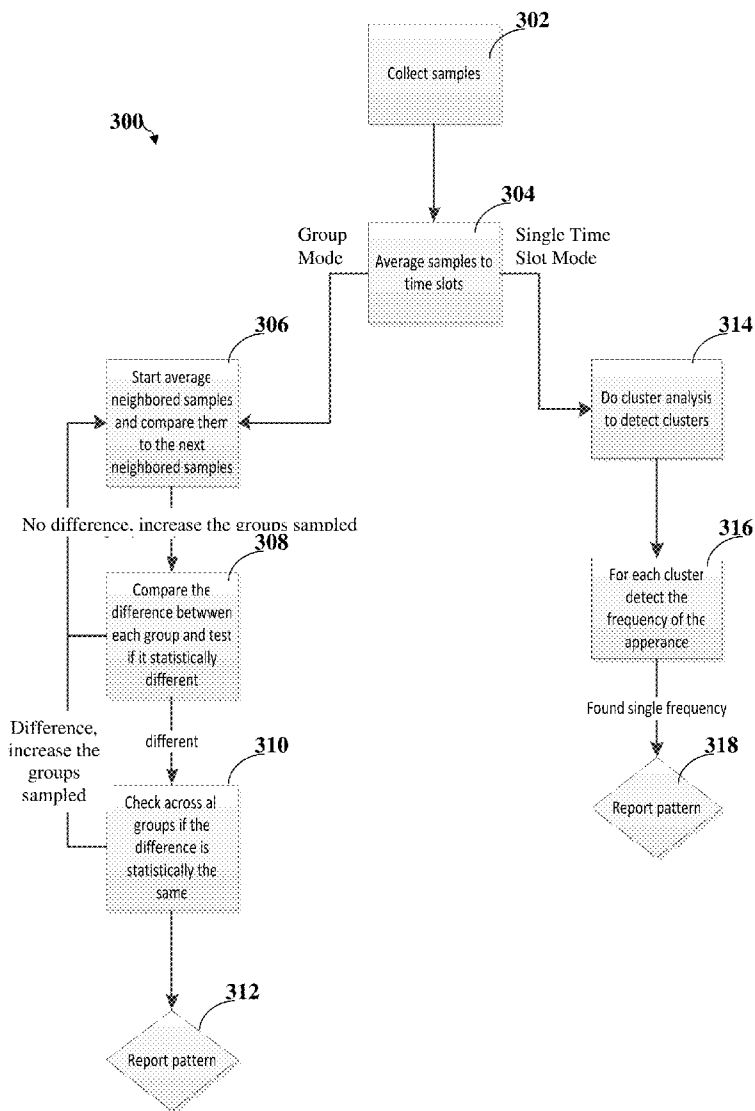 302
Collect samples
300
304
Group
Mode
Single Time
Slot Mode
Average samples to
time slots
306
Start average
neighbored samples
and compare them
to the next
neighbored samples
314
Do cluster analysis
to detect clusters
No difference, increase the groups sampled
308
Compare the
difference betwwen
each group and test
if it statistically
different
316
For each cluster
detect the
frequency of the
apperance
Difference,
increase the
groups
sampled
different
Found single frequency
310
Check across al
groups if the
difference is
statistically the
same
318
Report pattern
312
Report pattern